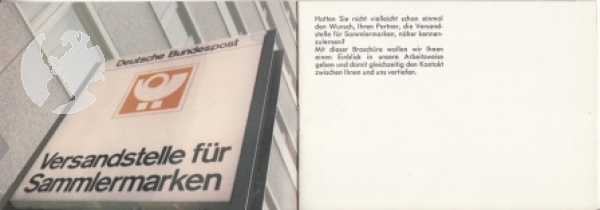 Deutsche Bundespost
Versandstelle für
Sammlermarken
Hatten Sie nicht vielleicht schon einmal
den Wunsch, Ihren Partner, die Versand-
stelle für Sammlermarken, näher kennen-
zulernen?
Mit dieser Broschüre wollen wir Ihnen
einen Einblick in unsere Arbeitsweise
geben und damit gleichzeitig den Kontakt
zwischen Ihnen und uns vertiefen.